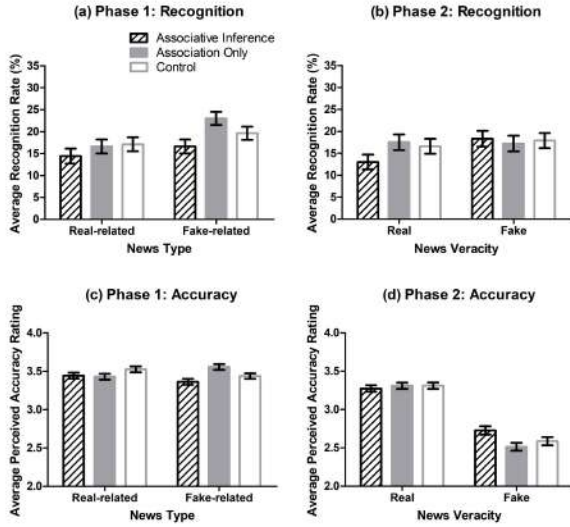 (a) Phase 1: Recognition
Average Recognition Rate (%)
45
40
35
30
25
20
15
10
5
0
Associative Inference
Association Only
Control
Real-related
Fake-related
News Type
(b) Phase 2: Recognition
Average Recognition Rate (%)
45
40
35
30
25
20
15
10
5
0
Real
Fake
News Veracity
(c) Phase 1: Accuracy
Average Perceived Accuracy Rating
4.0
3.5
3.0
2.5
2.0
Real-related
Fake-related
News Type
(d) Phase 2: Accuracy
Average Perceived Accuracy Rating
4.0
3.5
3.0
2.5
2.0
Real
Fake
News Veracity